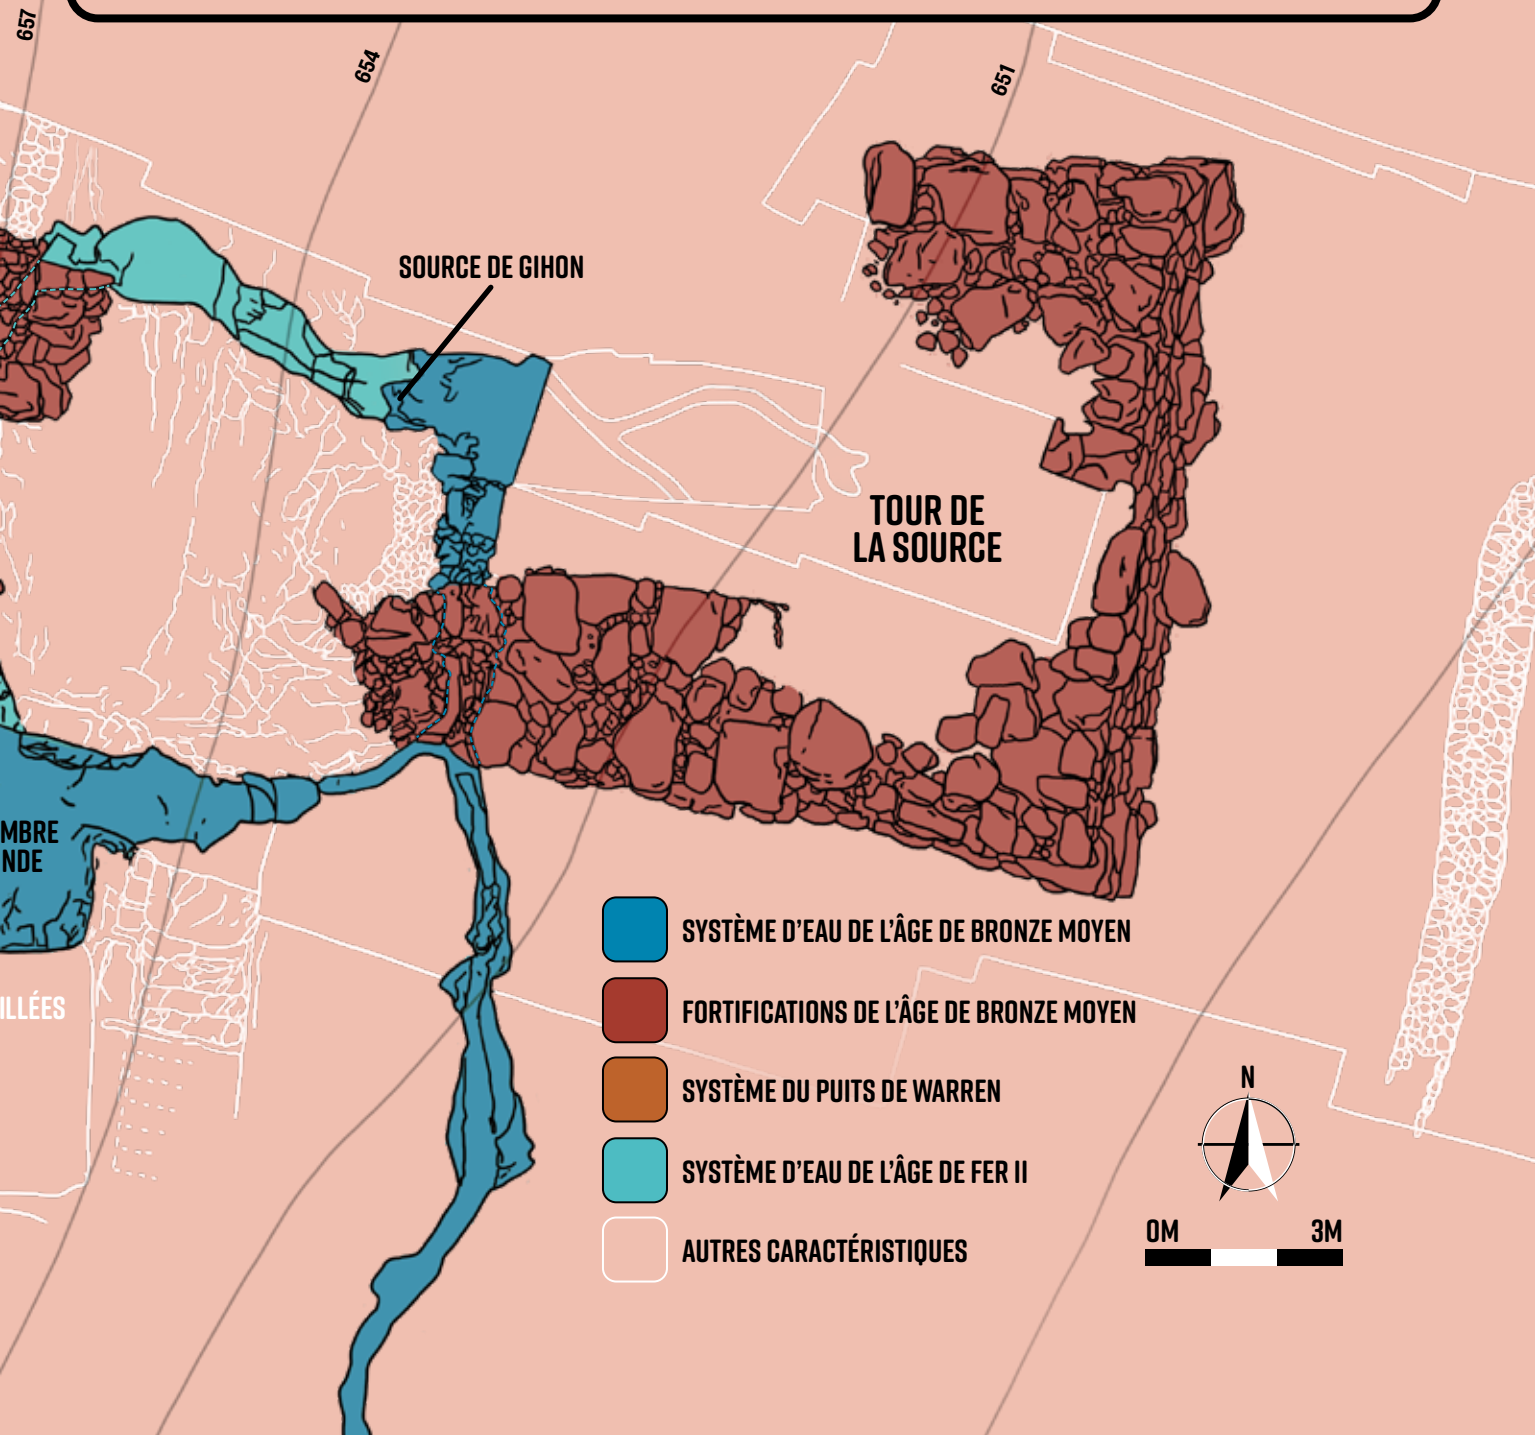 657
654
651
SOURCE DE GIHON
TOUR DE
LA SOURCE
MBRE
NDE
ILLÉES
SYSTÈME D'EAU DE L'ÂGE DE BRONZE MOYEN
FORTIFICATIONS DE L'ÂGE DE BRONZE MOYEN
SYSTÈME DU PUITS DE WARREN
SYSTÈME D'EAU DE L'ÂGE DE FER II
AUTRES CARACTÉRISTIQUES
N
0M 3M